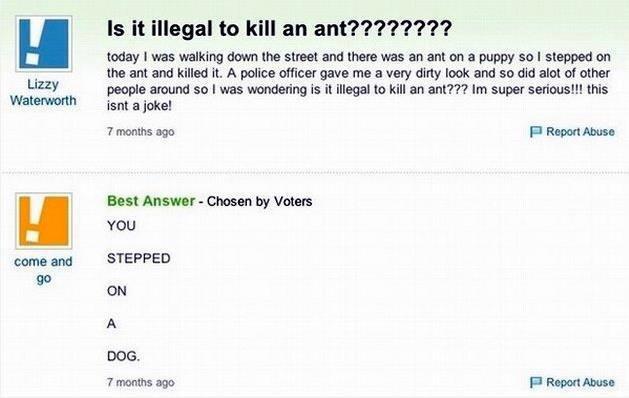 Is it illegal to kill an ant????????
today I was walking down the street and there was an ant on a puppy so I stepped on
the ant and killed it. A police officer gave me a very dirty look and so did alot of other
people around so I was wondering is it illegal to kill an ant??? Im super serious!!! this
isnt a joke!
Lizzy
Waterworth
7 months ago
Report Abuse
Best Answer - Chosen by Voters
YOU
STEPPED
ON
A
DOG.
come and
go
7 months ago
Report Abuse